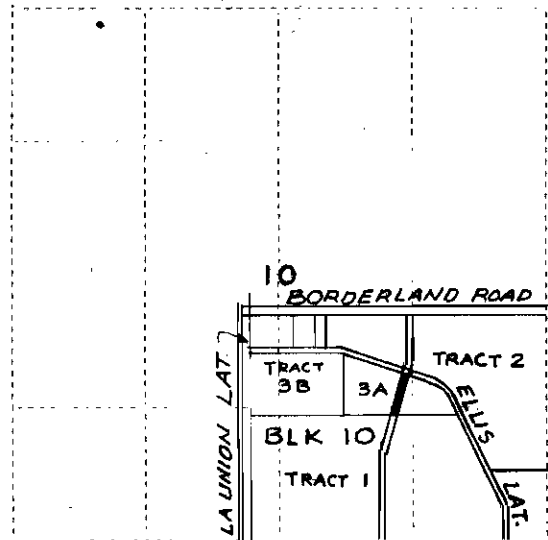 10
BORDERLAND ROAD
LA UNION LAT.
TRACT
3B
3A
TRACT 2
ELLIS
LAT.
BLK 10
TRACT 1